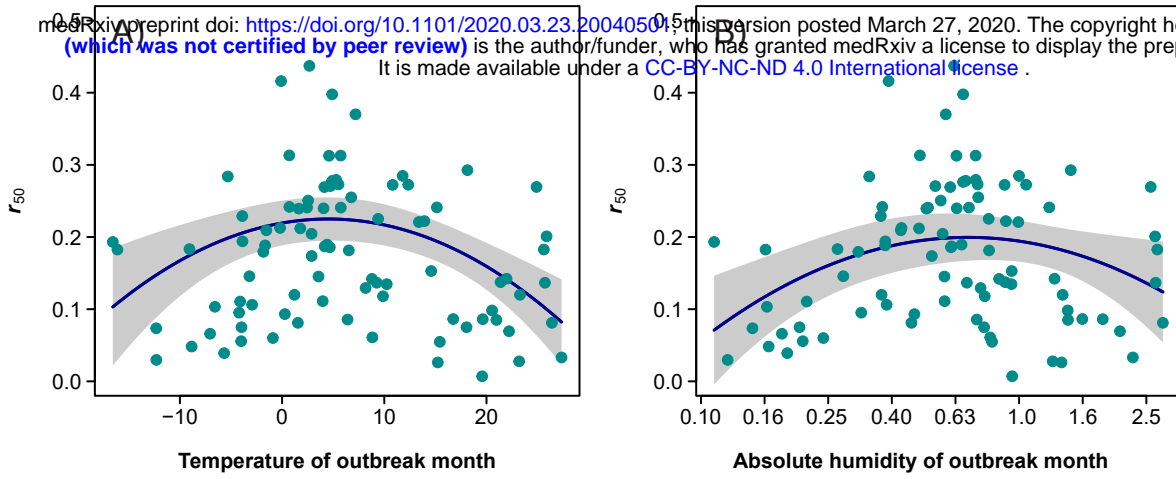 medRxiv preprint doi: https://doi.org/10.1101/2020.03.23.20040501; this version posted March 27, 2020. The copyright
(which was not certified by peer review) is the author/funder, who has granted medRxiv a license to display the
It is made available under a CC-BY-NC-ND 4.0 International license .
A)
0.5
0.4
0.3
0.2
0.1
0.0
r50
−10 0 10 20
Temperature of outbreak month
B)
0.5
0.4
0.3
0.2
0.1
0.0
r50
0.10 0.16 0.25 0.40 0.63 1.0 1.6 2.5
Absolute humidity of outbreak month